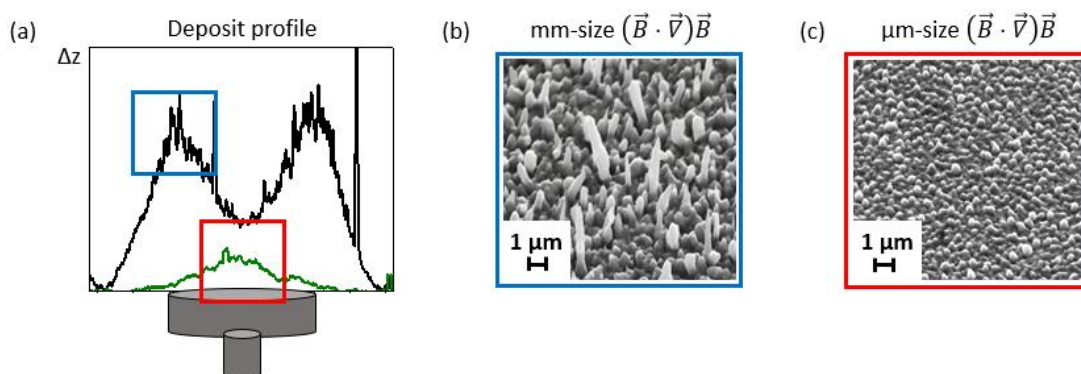 (a) Deposit profile
Δz
(b) mm-size (B⃗ · ∇⃗)B⃗
1 µm
(c) µm-size (B⃗ · ∇⃗)B⃗
1 µm